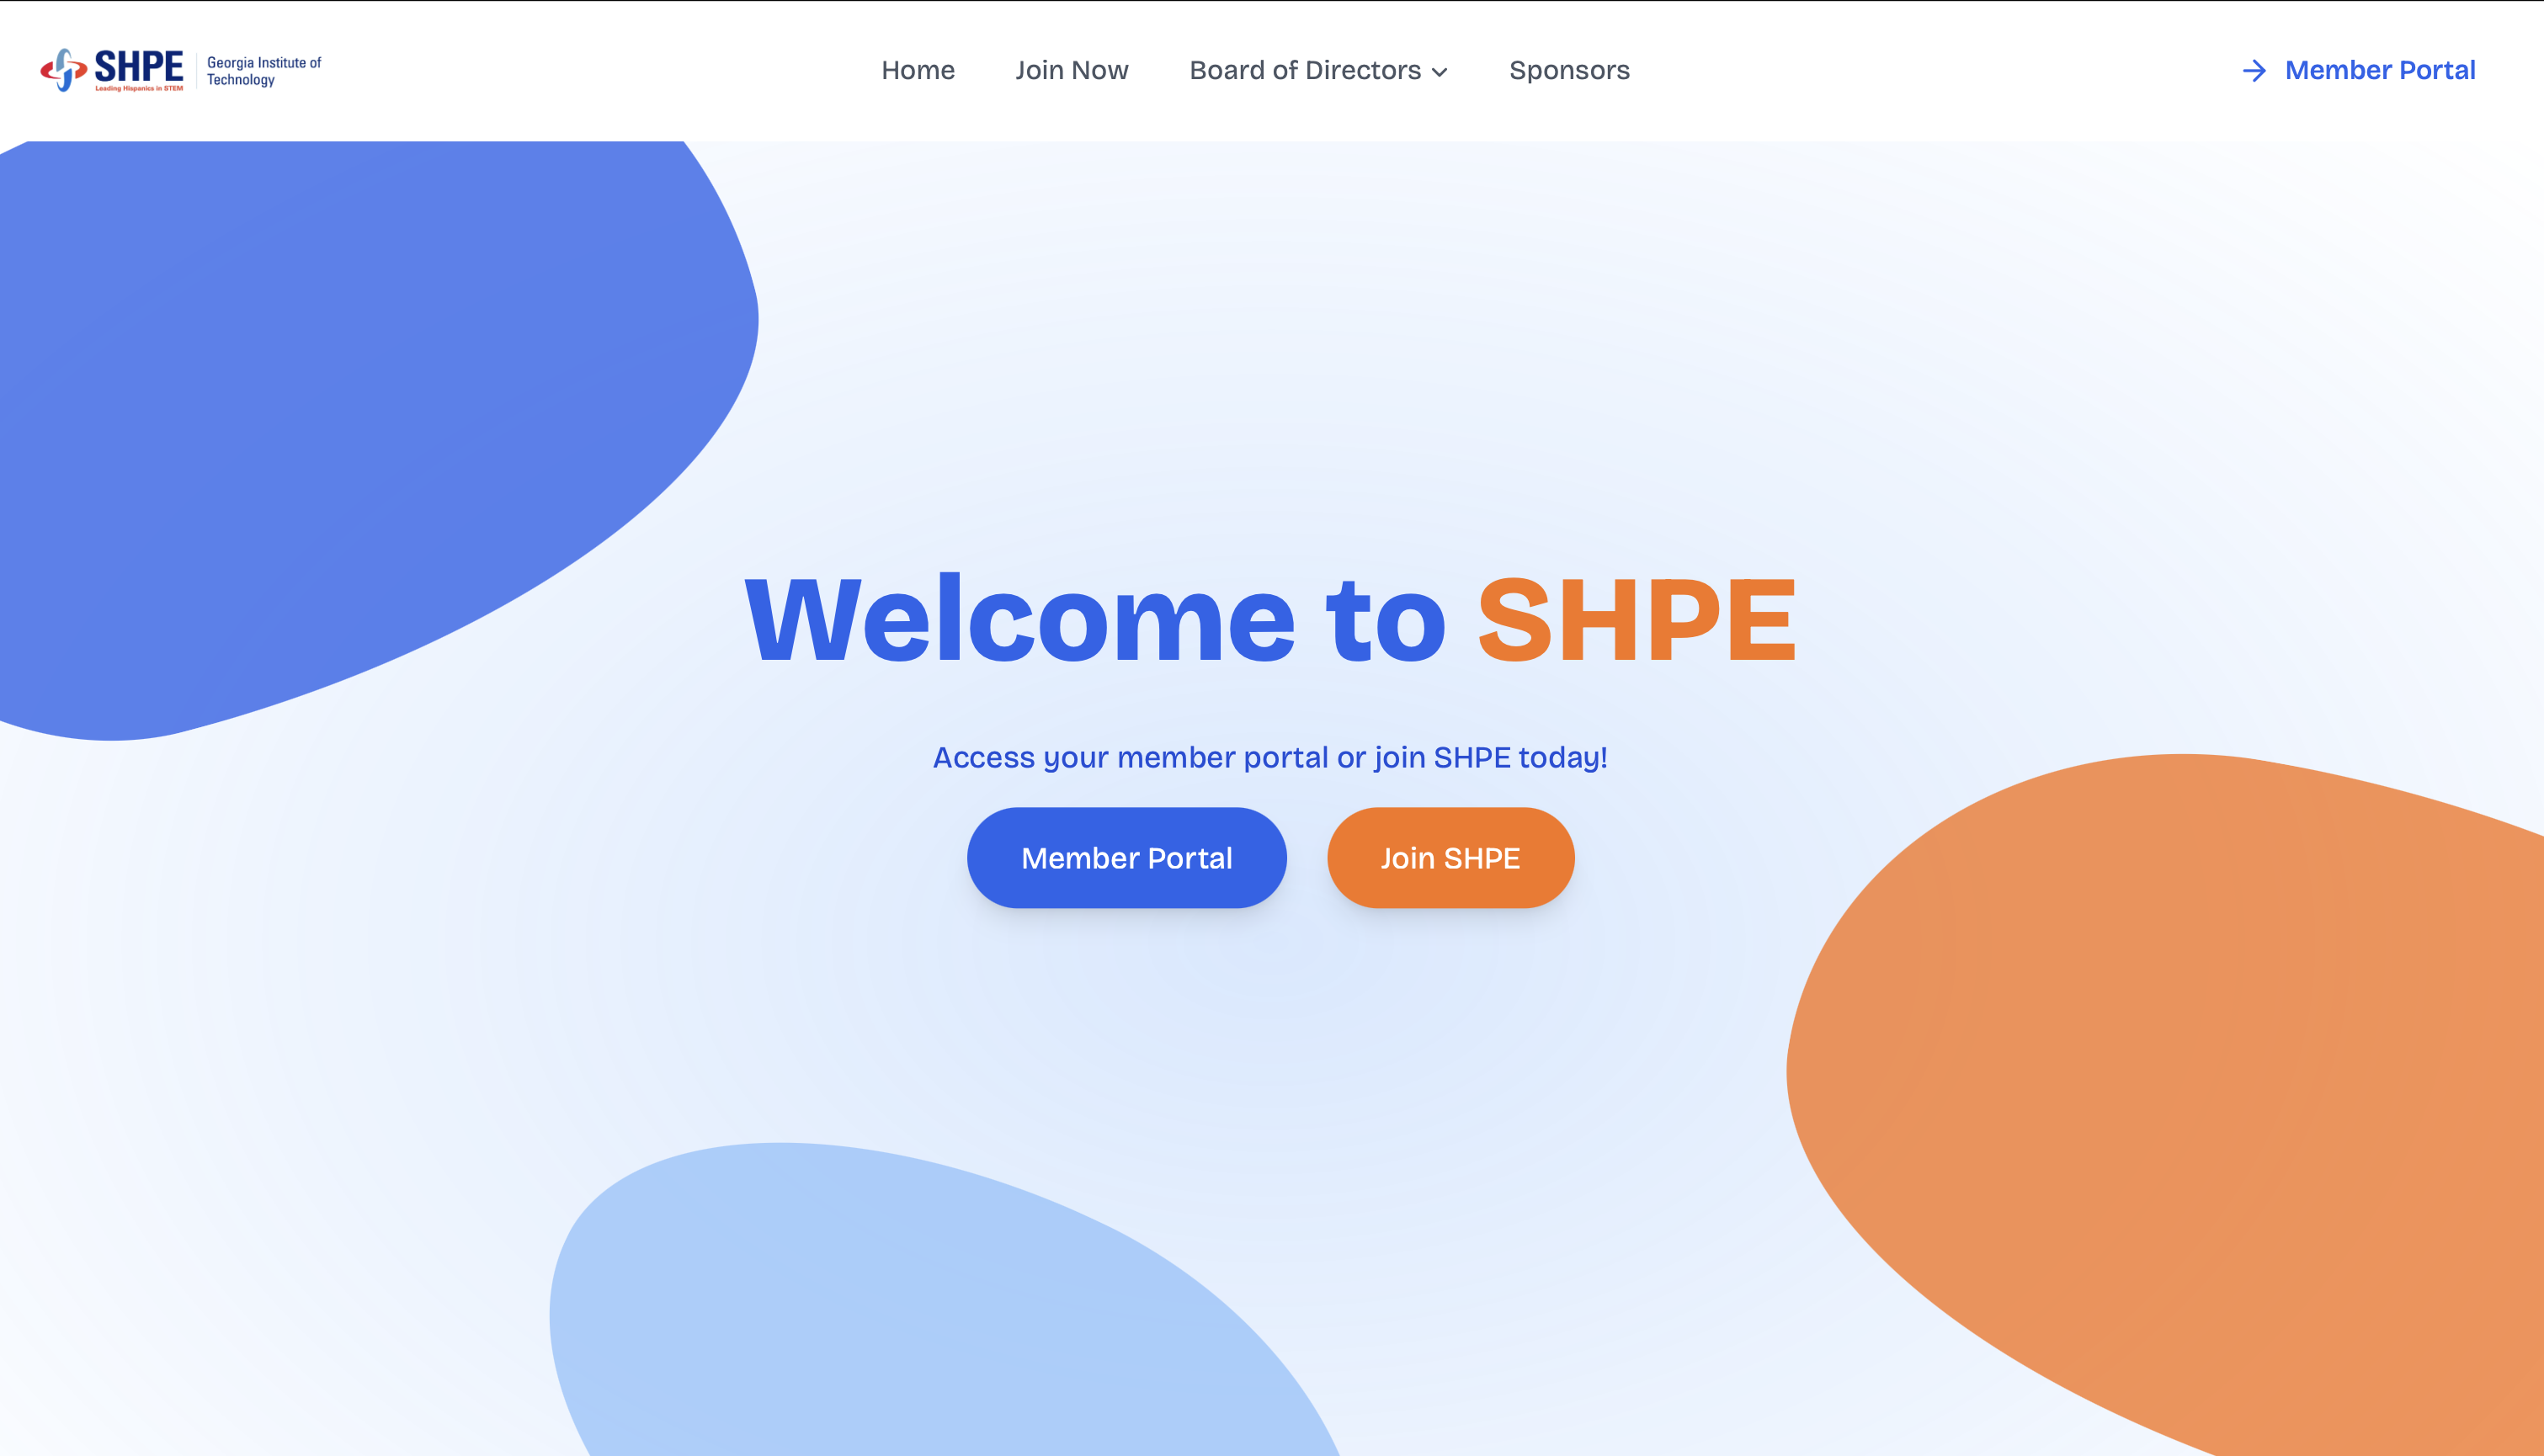 SHPE
Leading Hispanics in STEM
Georgia Institute of
Technology
Home
Join Now
Board of Directors
Sponsors
Member Portal
Welcome to SHPE
Access your member portal or join SHPE today!
Member Portal
Join SHPE